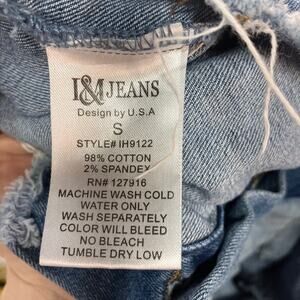 I&M JEANS
Design by U.S.A
S
STYLE# IH9122
98% COTTON
2% SPANDEX
RN# 127916
MACHINE WASH COLD
WATER ONLY
WASH SEPARATELY
COLOR WILL BLEED
NO BLEACH
TUMBLE DRY LOW